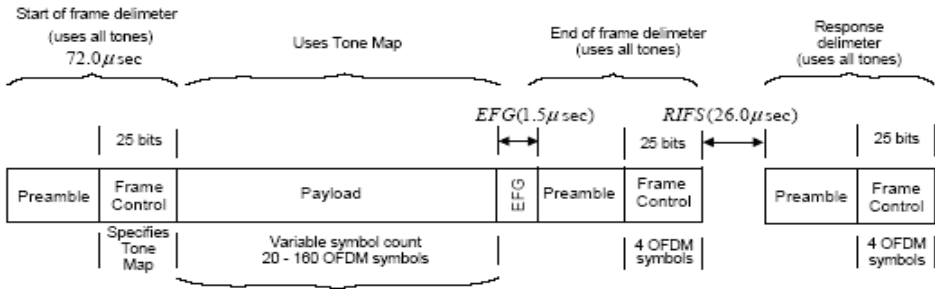 Start of frame delimeter
(uses all tones)
72.0μsec
Uses Tone Map
End of frame delimeter
(uses all tones)
Response
delimeter
(uses all tones)
EFG(1.5μsec)
RIFS(26.0μsec)
25 bits
25 bits
25 bits
Preamble
Frame
Control
Payload
EFG
Preamble
Frame
Control
Preamble
Frame
Control
Specifies
Tone
Map
Variable symbol count
20 - 160 OFDM symbols
4 OFDM
symbols
4 OFDM
symbols